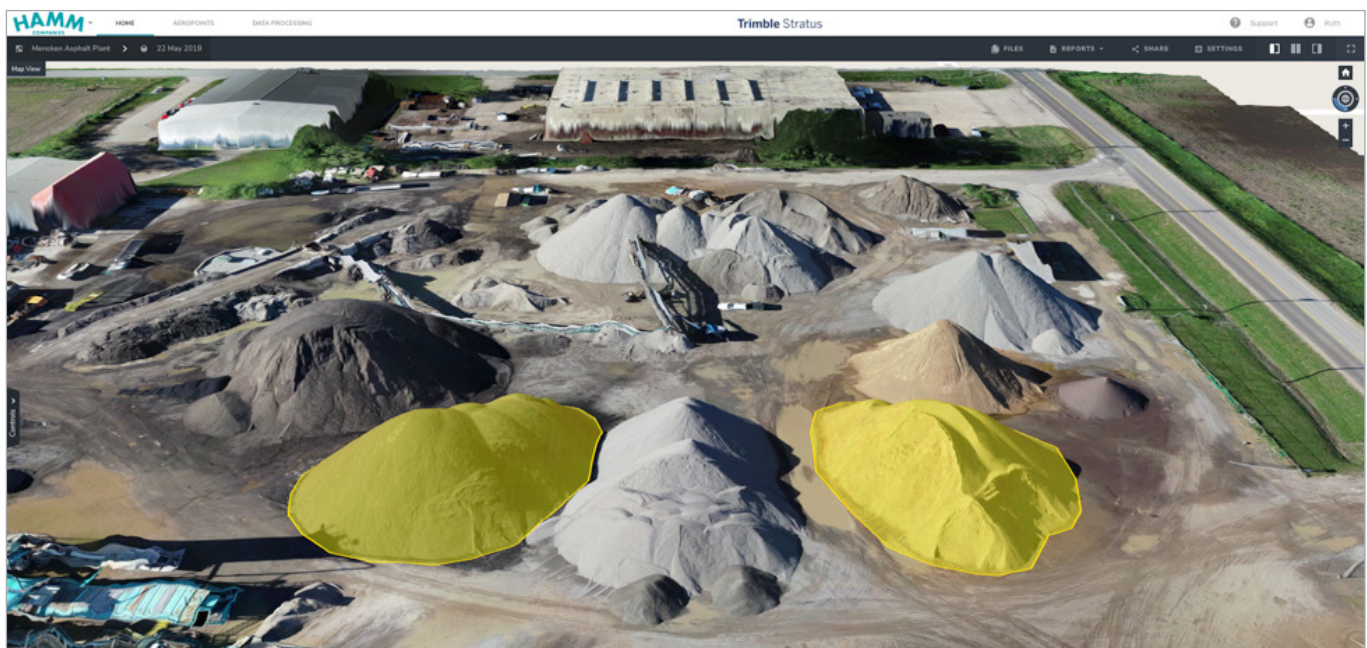 HAMM
COMPANIES
HOME
AEROPOINTS
DATA PROCESSING
Trimble Stratus
Support
Ruth
Menoken Asphalt Plant > 22 May 2019
FILES
REPORTS
SHARE
SETTINGS
Map View
Controls